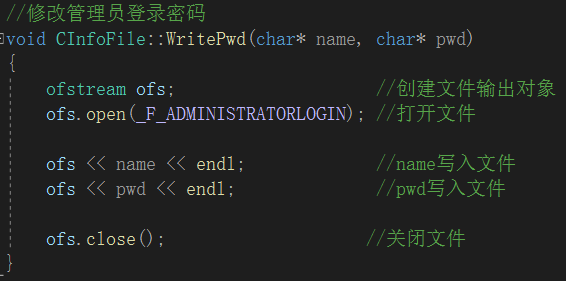 //修改管理员登录密码
void CInfoFile::WritePwd(char* name, char* pwd)
{
ofstream ofs; //创建文件输出对象
ofs.open(_F_ADMINISTRATORLOGIN); //打开文件
ofs << name << endl; //name写入文件
ofs << pwd << endl; //pwd写入文件
ofs.close(); //关闭文件
}